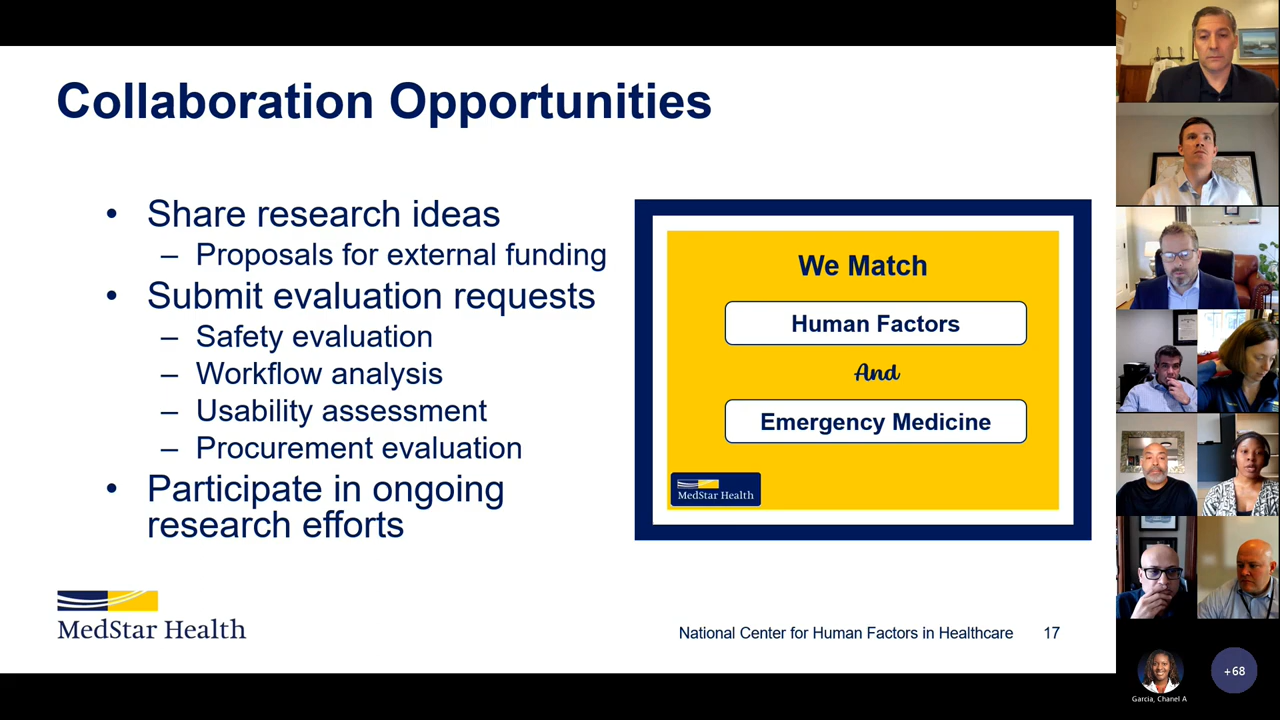 Collaboration Opportunities
• Share research ideas
– Proposals for external funding
• Submit evaluation requests
– Safety evaluation
– Workflow analysis
– Usability assessment
– Procurement evaluation
• Participate in ongoing
research efforts
We Match
Human Factors
And
Emergency Medicine
MedStar Health
MedStar Health
National Center for Human Factors in Healthcare 17
+68
Garcia, Chanel A